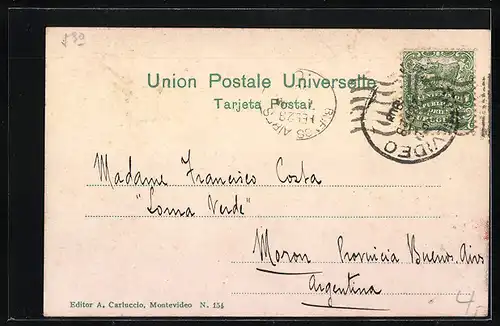 Union Postale Universelle
Tarjeta Postal
VIDEO
Madame Francisco Costa
"Loma Verde"
Moron Provincia Buenos Aires
Argentina
Editor A. Carluccio, Montevideo N. 154